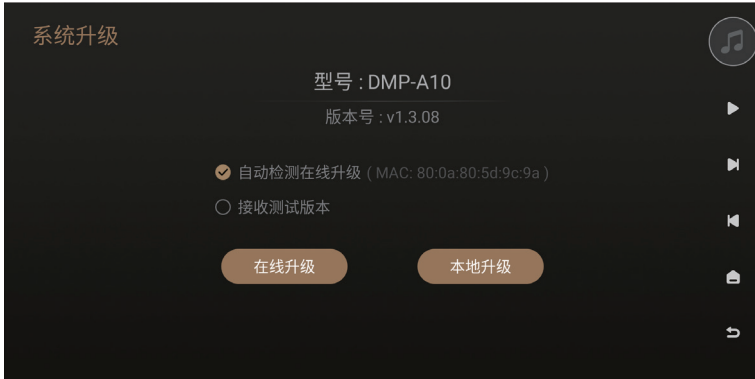 系统升级
型号 : DMP-A10
版本号 : v1.3.08
自动检测在线升级 ( MAC: 80:0a:80:5d:9c:9a )
接收测试版本
在线升级
本地升级